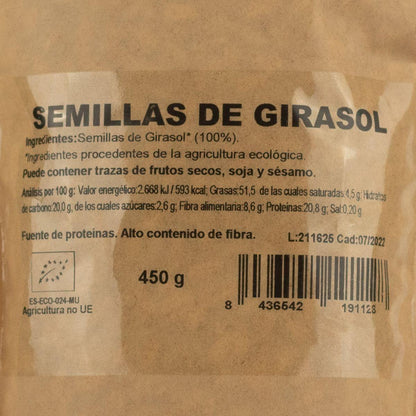 SEMILLAS DE GIRASOL
Ingredientes:Semillas de Girasol* (100%).
*Ingredientes procedentes de la agricultura ecológica.
Puede contener trazas de frutos secos, soja y sésamo.
Análisis por 100 g: Valor energético:2.668 kJ / 593 kcal; Grasas:51,5 de las cuales saturadas 4,5 g; Hidratos
de carbono:20,0 g, de los cuales azúcares:2,6 g; Fibra alimentaria:8,6 g; Proteínas:20,8 g; Sal:0,20 g
Fuente de proteinas. Alto contenido de fibra.
L:211625 Cad:07/2022
450 g
ES-ECO-024-MU
Agricultura no UE
8 436542 191128